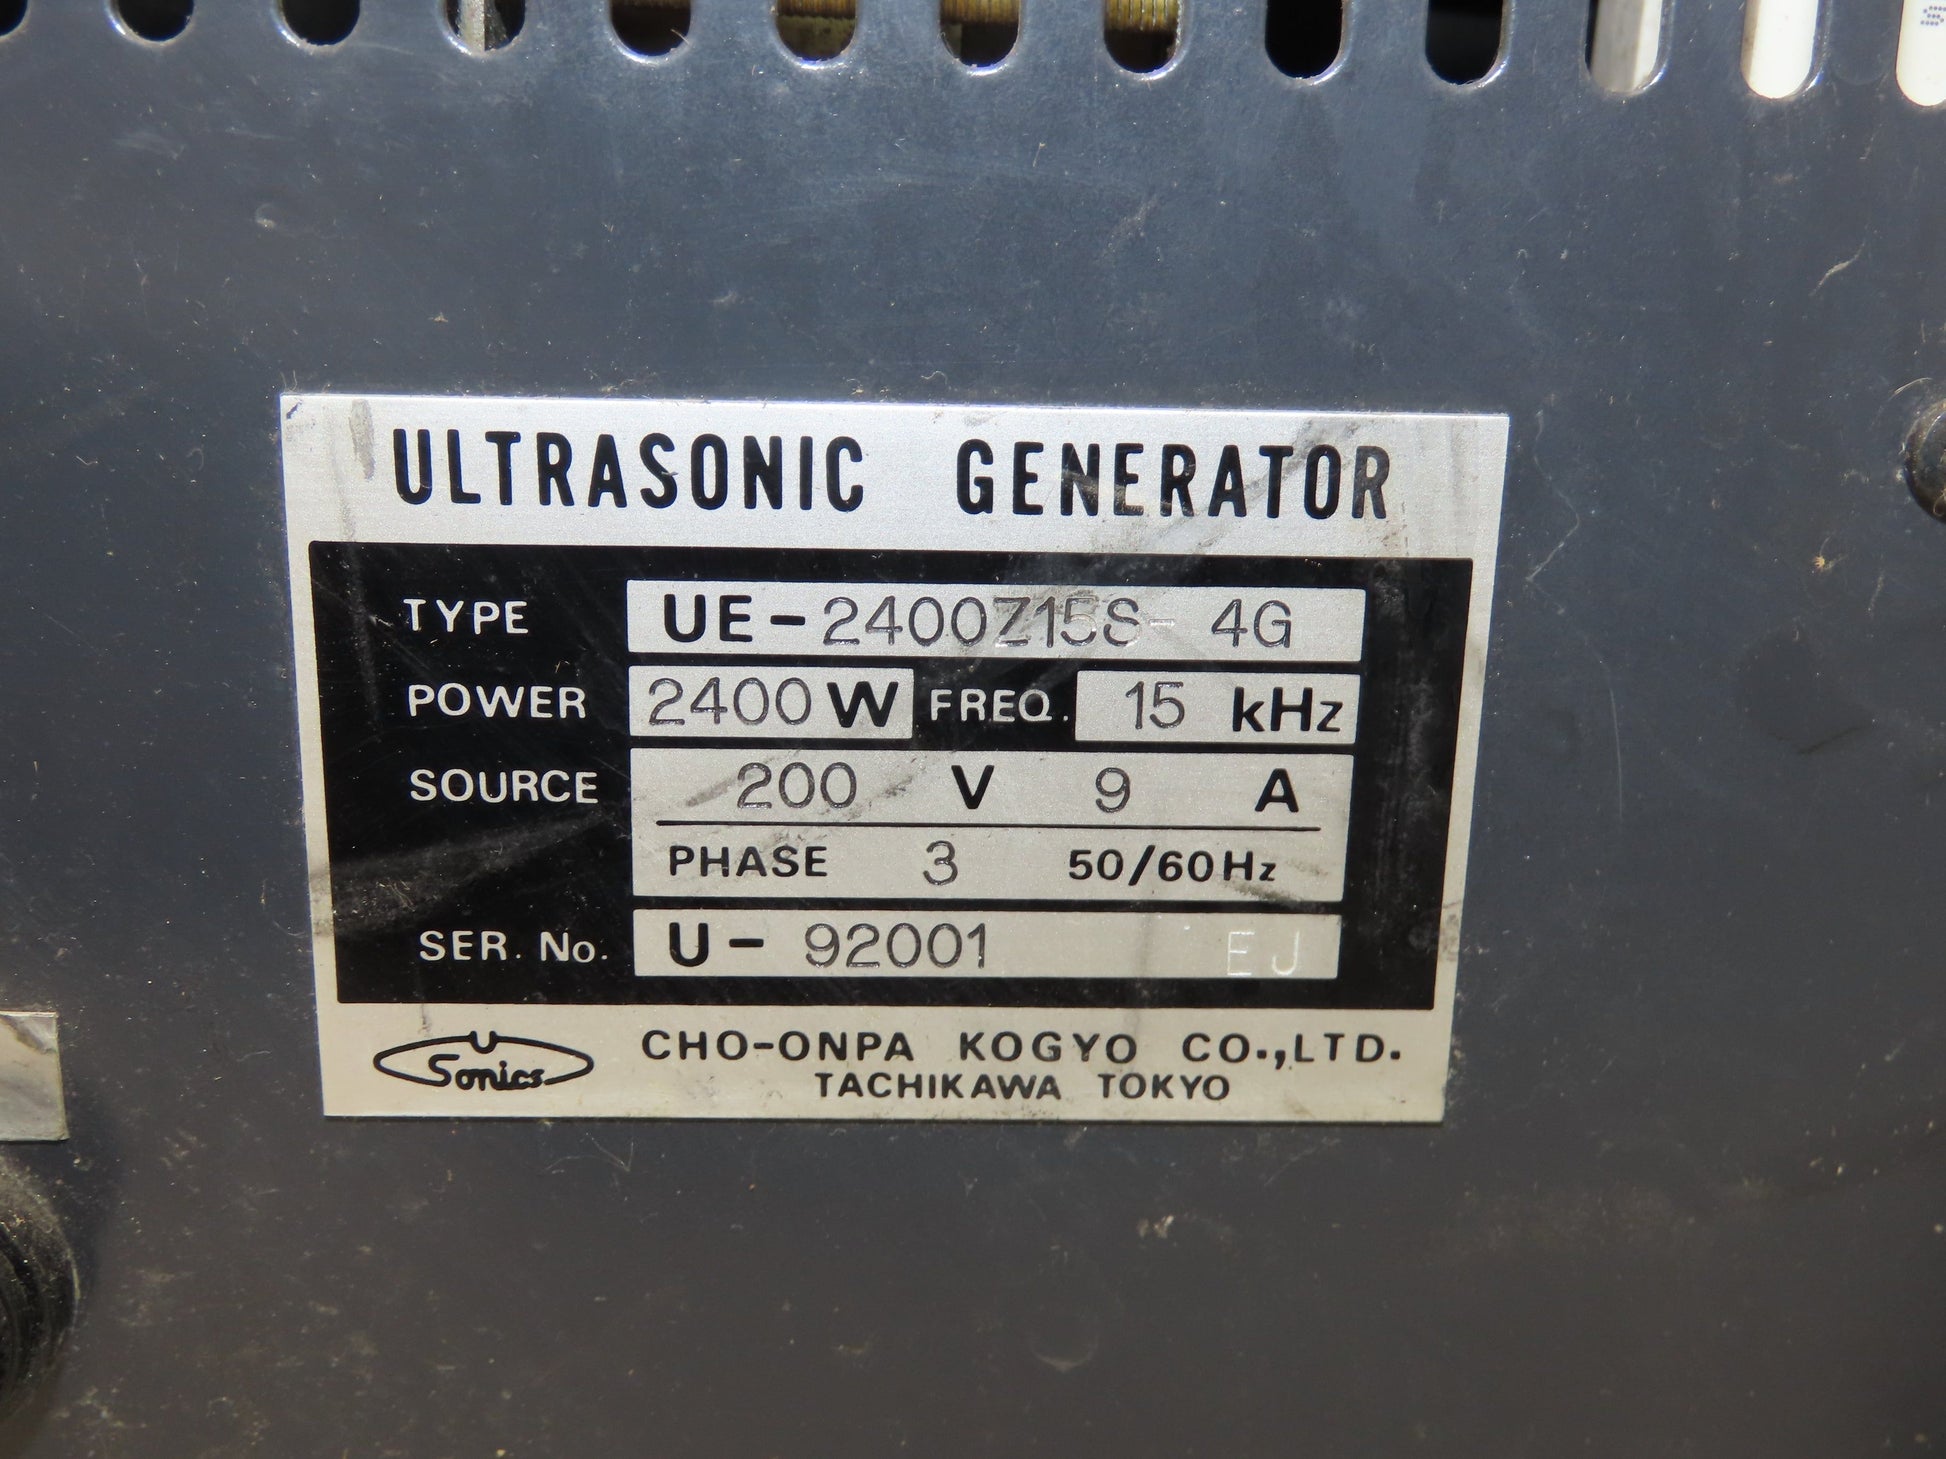 ULTRASONIC GENERATOR
TYPE UE-2400Z15S-4G
POWER 2400 W FREQ. 15 kHz
SOURCE 200 V 9 A
PHASE 3 50/60Hz
SER. No. U-92001 EJ
Sonics CHO-ONPA KOGYO CO.,LTD.
TACHIKAWA TOKYO